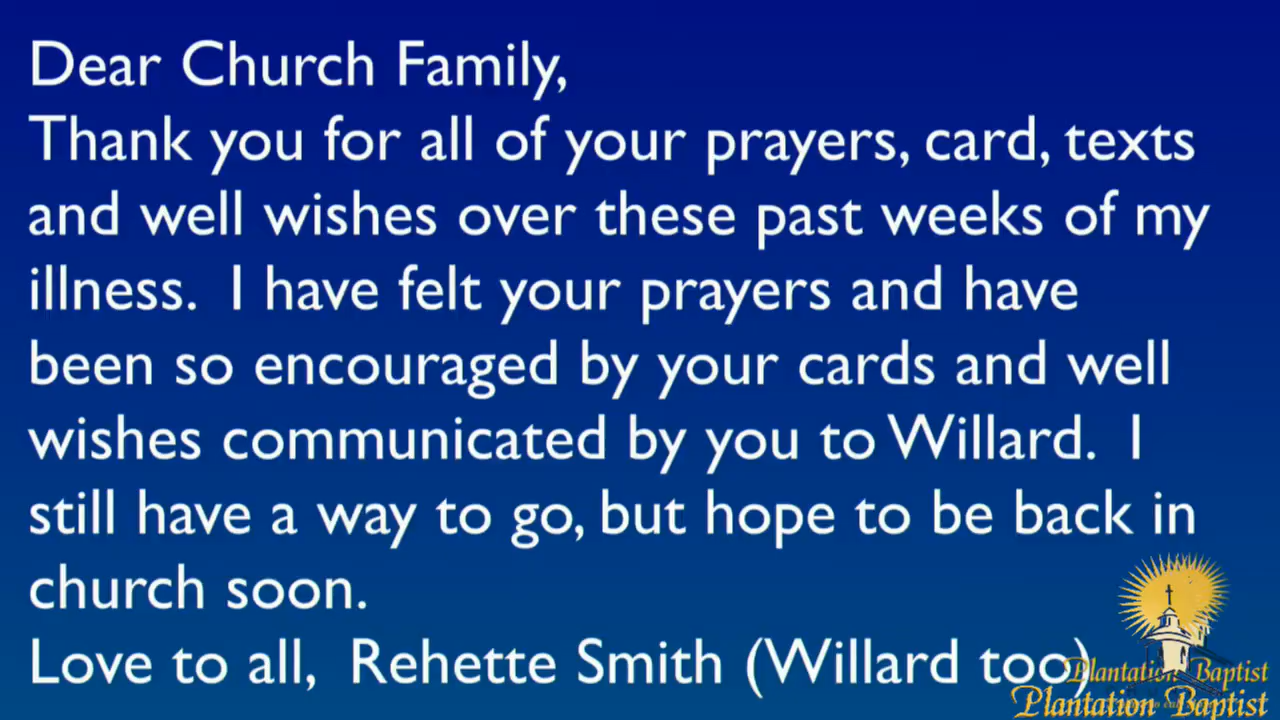 Dear Church Family,
Thank you for all of your prayers, card, texts
and well wishes over these past weeks of my
illness.  I have felt your prayers and have
been so encouraged by your cards and well
wishes communicated by you to Willard.  I
still have a way to go, but hope to be back in
church soon.
Love to all,  Rehette Smith (Willard too)
Plantation Baptist
Plantation Baptist